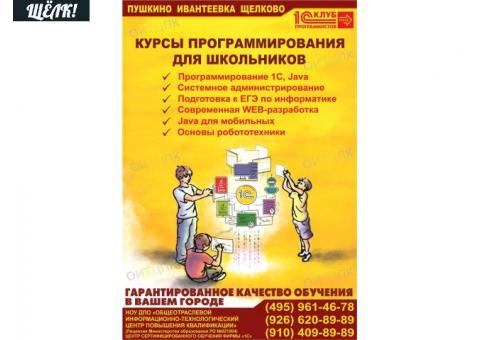 ЩЁЛК!
ПУШКИНО ИВАНТЕЕВКА ЩЕЛКОВО
1С КЛУБ
ПРОГРАММИСТОВ
КУРСЫ ПРОГРАММИРОВАНИЯ
ДЛЯ ШКОЛЬНИКОВ
✓ Программирование 1С, Java
✓ Системное администрирование
✓ Подготовка к ЕГЭ по информатике
✓ Современная WEB-разработка
✓ Java для мобильных
✓ Основы робототехники
1С
ГАРАНТИРОВАННОЕ КАЧЕСТВО ОБУЧЕНИЯ
В ВАШЕМ ГОРОДЕ
НОУ ДПО «ОБЩЕОТРАСЛЕВОЙ
ИНФОРМАЦИОННО-ТЕХНОЛОГИЧЕСКИЙ
ЦЕНТР ПОВЫШЕНИЯ КВАЛИФИКАЦИИ»
ЦЕНТР СЕРТИФИЦИРОВАННОГО ОБУЧЕНИЯ ФИРМЫ «1С»
(495) 961-46-78
(926) 620-89-89
(910) 409-89-89